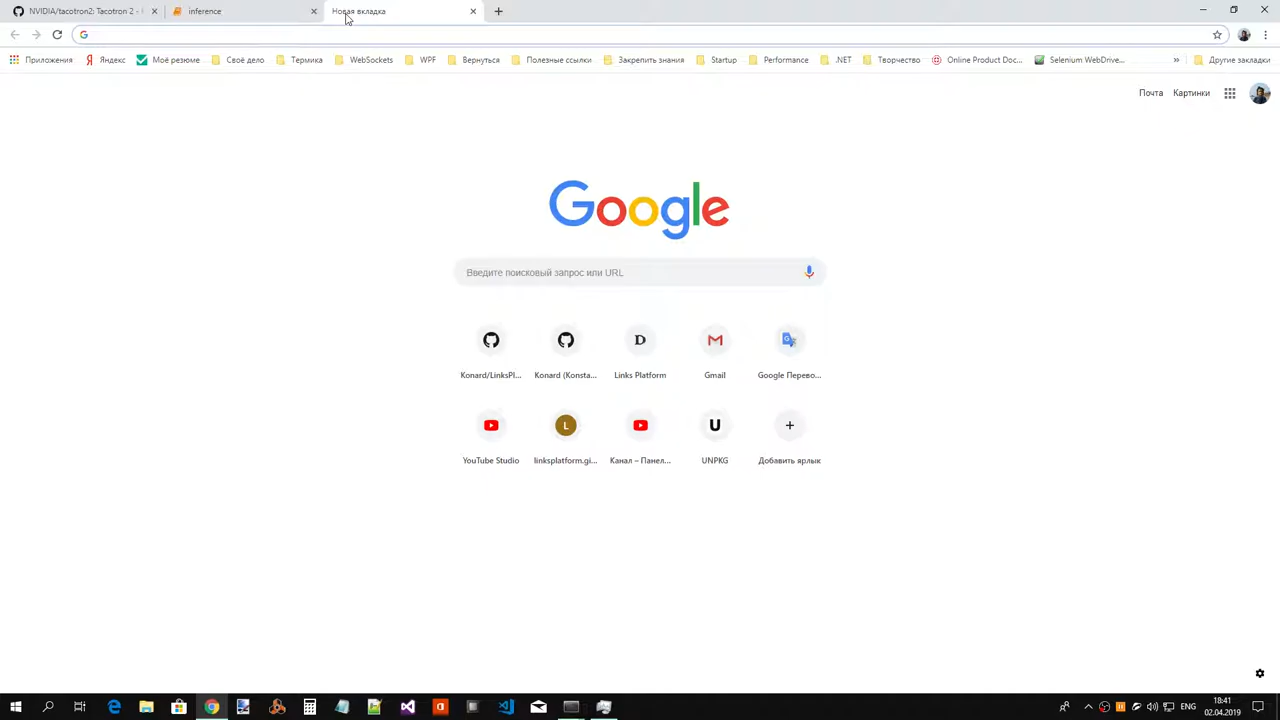 NVIDIA/tacotron2: Tacotron 2 -
inference
Новая вкладка
Приложения
Яндекс
Моё резюме
Своё дело
Термика
WebSockets
WPF
Вернуться
Полезные ссылки
Закрепить знания
Startup
Performance
.NET
Творчество
Online Product Doc...
Selenium WebDrive...
»
Другие закладки
Почта
Картинки
Google
Введите поисковый запрос или URL
Konard/LinksPl...
Konard (Konsta...
D
Links Platform
Gmail
Google Перево...
YouTube Studio
L
linksplatform.gi...
Канал – Панел...
U
UNPKG
Добавить ярлык
ENG
18:41
02.04.2019